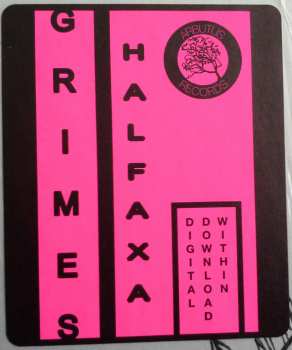 GRIMES
HALFAXA
ARBUTUS
RECORDS
DIGITAL
DOWNLOAD
WITHIN